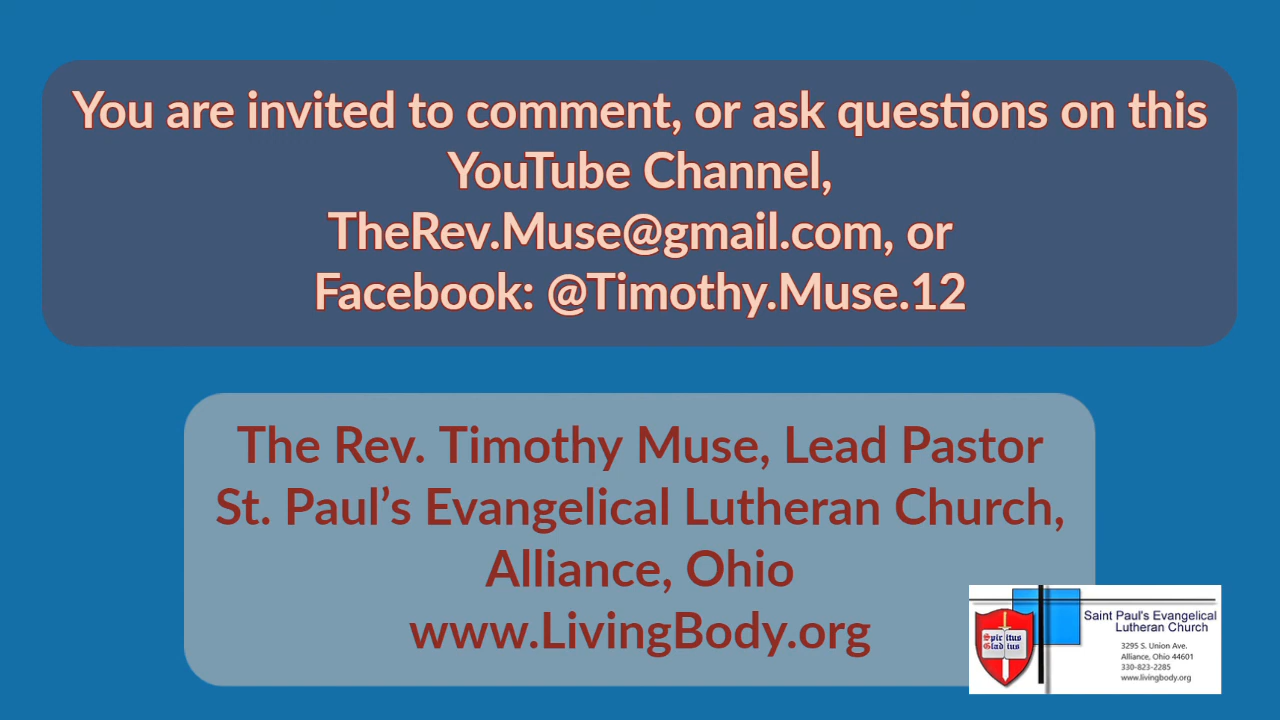 You are invited to comment, or ask questions on this
YouTube Channel,
TheRev.Muse@gmail.com, or
Facebook: @Timothy.Muse.12
The Rev. Timothy Muse, Lead Pastor
St. Paul’s Evangelical Lutheran Church,
Alliance, Ohio
www.LivingBody.org
Saint Paul's Evangelical
Lutheran Church
3295 S. Union Ave.
Alliance, Ohio 44601
330-823-2285
www.livingbody.org
Spiritus
Gladius